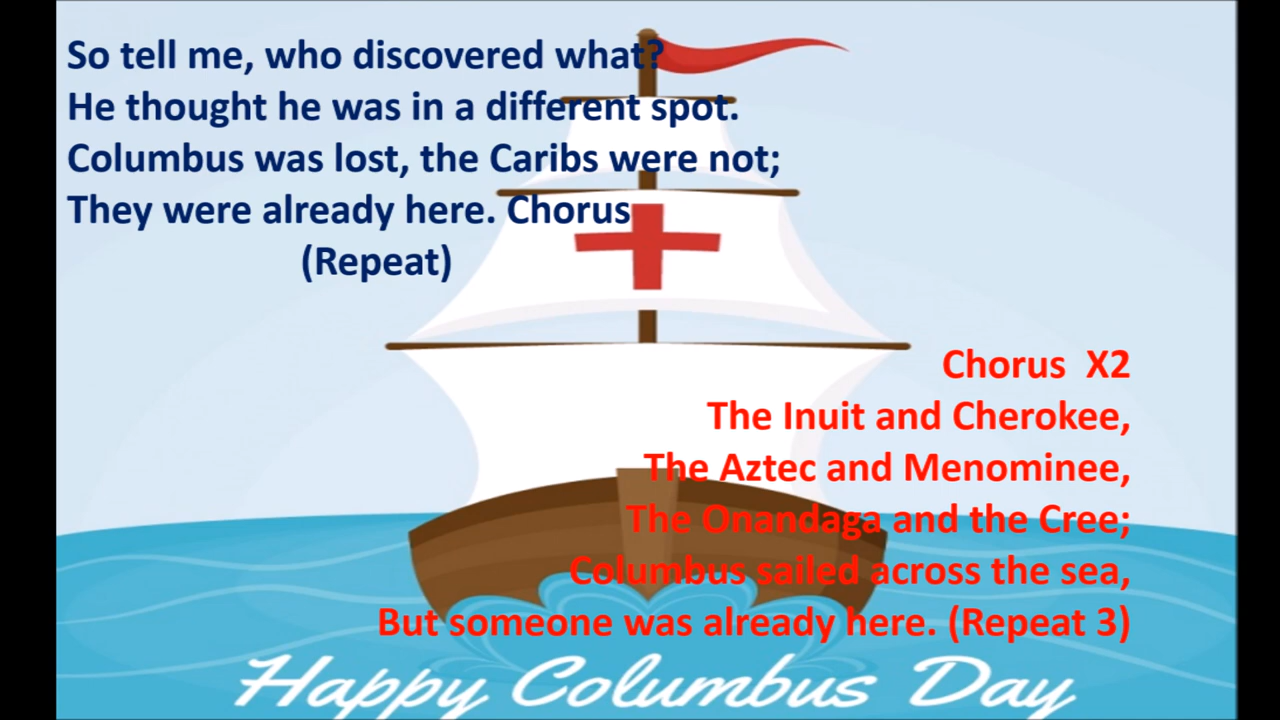 So tell me, who discovered what?
He thought he was in a different spot.
Columbus was lost, the Caribs were not;
They were already here. Chorus
(Repeat)
Chorus  X2
The Inuit and Cherokee,
The Aztec and Menominee,
The Onandaga and the Cree;
Columbus sailed across the sea,
But someone was already here. (Repeat 3)
Happy Columbus Day